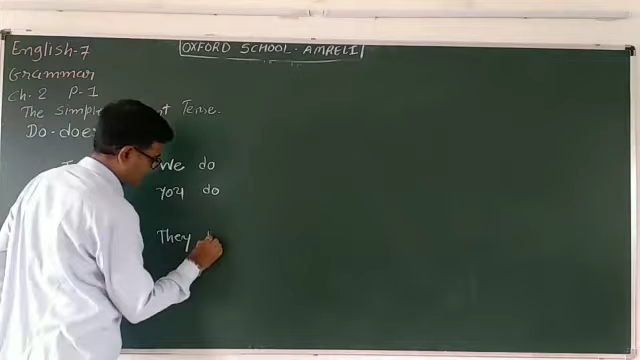 OXFORD SCHOOL. AMRELI
English-7
Grammar
Ch. 2 P-1
The Simple Tense.
Do-does
We do
You do
They